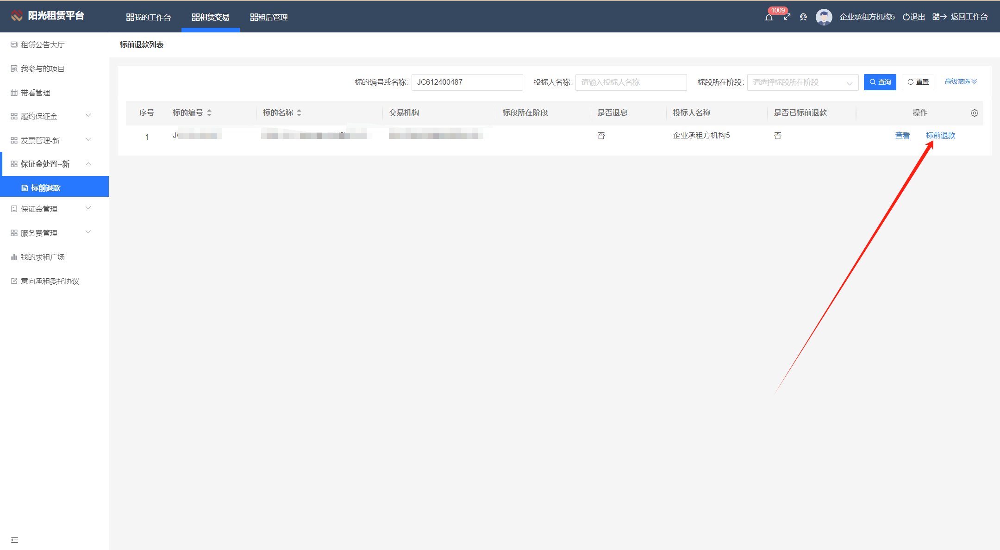 阳光租赁平台
我的工作台
租赁交易
租后管理
1009
企业承租方机构5
退出
返回工作台
租赁公告大厅
我参与的项目
带看管理
履约保证金
发票管理-新
保证金处置--新
标前退款
保证金管理
服务费管理
我的求租广场
意向承租委托协议
标前退款列表
标的编号或名称: JC612400487 投标人名称: 请输入投标人名称 标段所在阶段: 请选择标段所在阶段 查询 重置 高级筛选
序号 标的编号 标的名称 交易机构 标段所在阶段 是否退息 投标人名称 是否已标前退款 操作
1 J 否 企业承租方机构5 否 查看 标前退款